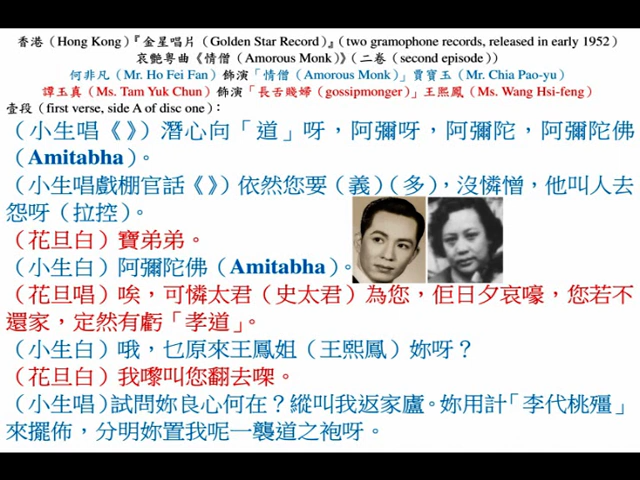 香港（Hong Kong）『金星唱片（Golden Star Record）』（two gramophone records, released in early 1952）
哀艷粵曲《情僧（Amorous Monk）》（二卷（second episode））
何非凡（Mr. Ho Fei Fan）飾演「情僧（Amorous Monk）」賈寶玉（Mr. Chia Pao-yu）
譚玉真（Ms. Tam Yuk Chun）飾演「長舌賤婦（gossipmonger）」王熙鳳（Ms. Wang Hsi-feng）
壹段（first verse, side A of disc one）：
（小生唱《》）潛心向「道」呀，阿彌呀，阿彌陀，阿彌陀佛
（Amitabha）。
（小生唱戲棚官話《》）依然您要（義）（多），沒憐憎，他叫人去
怨呀（拉控）。
（花旦白）寶弟弟。
（小生白）阿彌陀佛（Amitabha）。
（花旦唱）唉，可憐太君（史太君）為您，佢日夕哀嚎，您若不
還家，定然有虧「孝道」。
（小生白）哦，乜原來王鳳姐（王熙鳳）妳呀？
（花旦白）我嚟叫您翻去㗎。
（小生唱）試問妳良心何在？縱叫我返家廬。妳用計「李代桃殭」
來擺佈，分明妳置我呢一襲道之袍呀。